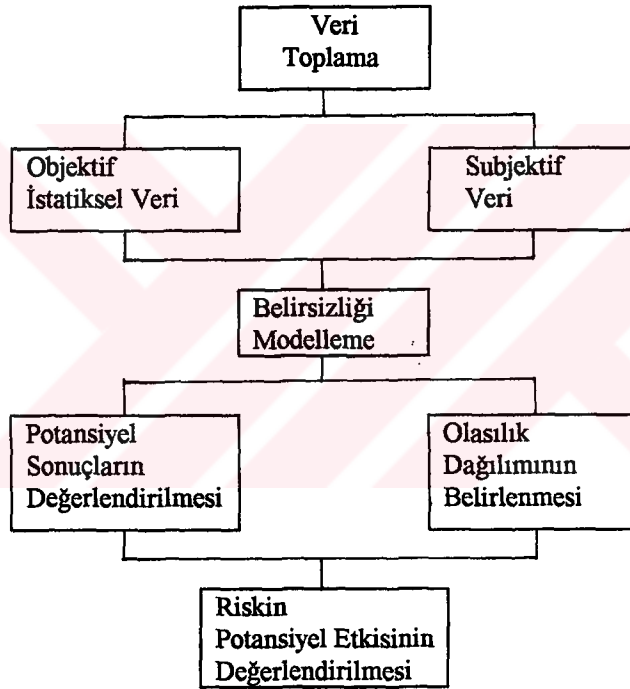 Veri
Toplama
Objektif
İstatiksel Veri
Subjektif
Veri
Belirsizliği
Modelleme
Potansiyel
Sonuçların
Değerlendirilmesi
Olasılık
Dağılımının
Belirlenmesi
Riskin
Potansiyel Etkisinin
Değerlendirilmesi